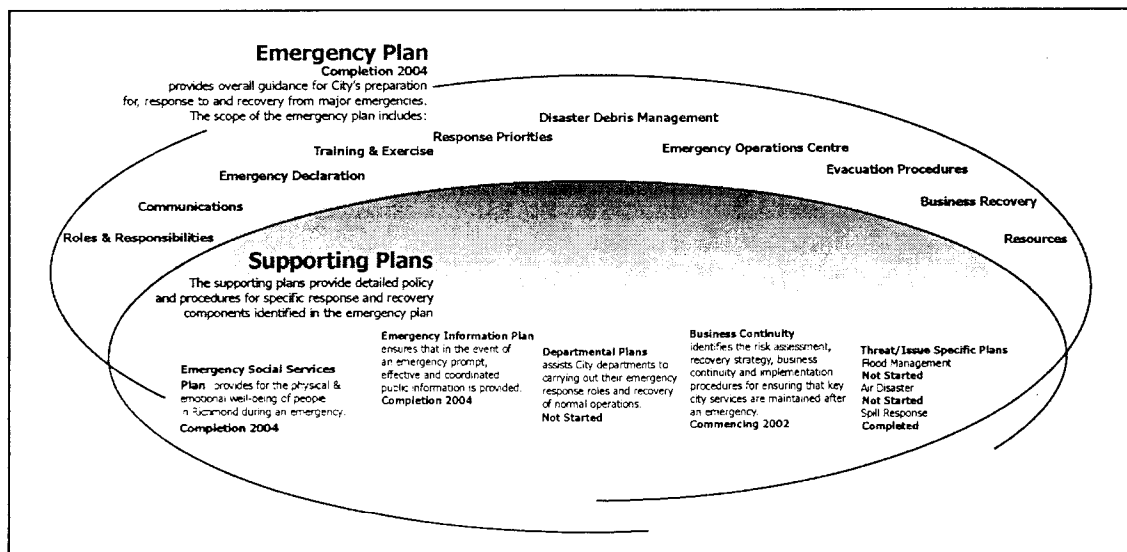 Emergency Plan
Completion 2004
provides overall guidance for City's preparation
for, response to and recovery from major emergencies.
The scope of the emergency plan includes:
Roles & Responsibilities
Communications
Emergency Declaration
Training & Exercise
Response Priorities
Disaster Debris Management
Emergency Operations Centre
Evacuation Procedures
Business Recovery
Resources
Supporting Plans
The supporting plans provide detailed policy
and procedures for specific response and recovery
components identified in the emergency plan
Emergency Social Services
Plan provides for the physical &
emotional well-being of people
in Richmond during an emergency.
Completion 2004
Emergency Information Plan
ensures that in the event of
an emergency prompt,
effective and coordinated
public information is provided.
Completion 2004
Departmental Plans
assists City departments to
carrying out their emergency
response roles and recovery
of normal operations.
Not Started
Business Continuity
identifies the risk assessment,
recovery strategy, business
continuity and implementation
procedures for ensuring that key
city services are maintained after
an emergency.
Commencing 2002
Threat/Issue Specific Plans
Flood Management
Not Started
Air Disaster
Not Started
Spill Response
Completed